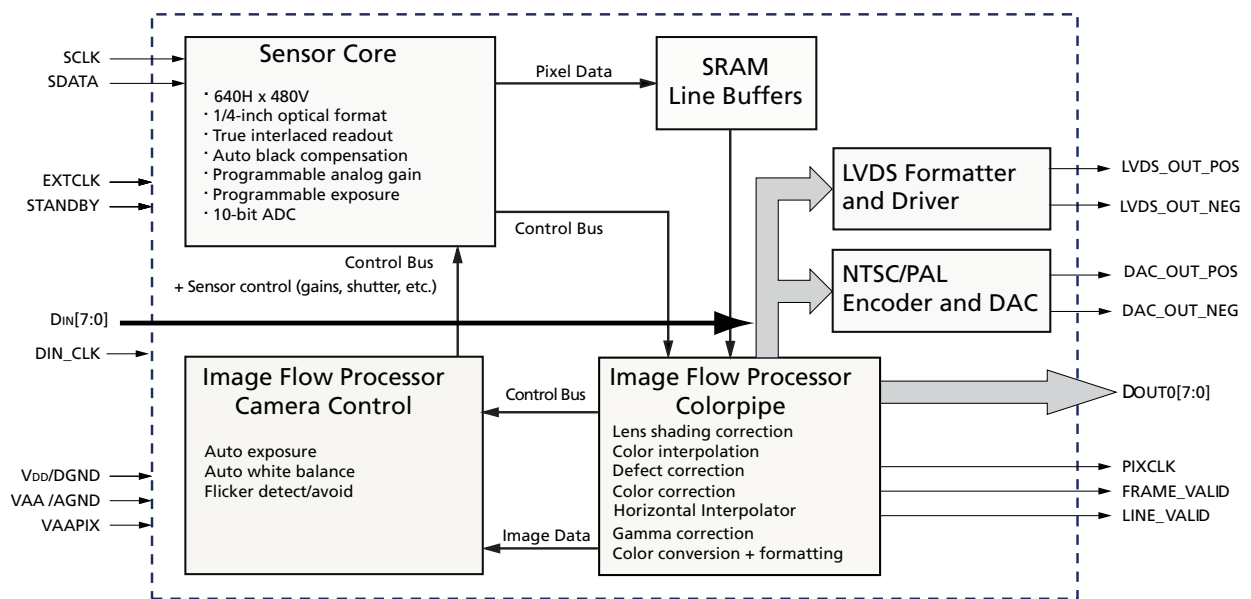 SCLK
SDATA
EXTCLK
STANDBY
DIN[7:0]
DIN_CLK
VDD/DGND
VAA /AGND
VAAPIX
Sensor Core
· 640H x 480V
· 1/4-inch optical format
· True interlaced readout
· Auto black compensation
· Programmable analog gain
· Programmable exposure
· 10-bit ADC
Pixel Data
SRAM
Line Buffers
Control Bus
Control Bus
+ Sensor control (gains, shutter, etc.)
LVDS Formatter
and Driver
NTSC/PAL
Encoder and DAC
Image Flow Processor
Camera Control
Auto exposure
Auto white balance
Flicker detect/avoid
Control Bus
Image Data
Image Flow Processor
Colorpipe
Lens shading correction
Color interpolation
Defect correction
Color correction
Horizontal Interpolator
Gamma correction
Color conversion + formatting
LVDS_OUT_POS
LVDS_OUT_NEG
DAC_OUT_POS
DAC_OUT_NEG
DOUT0[7:0]
PIXCLK
FRAME_VALID
LINE_VALID